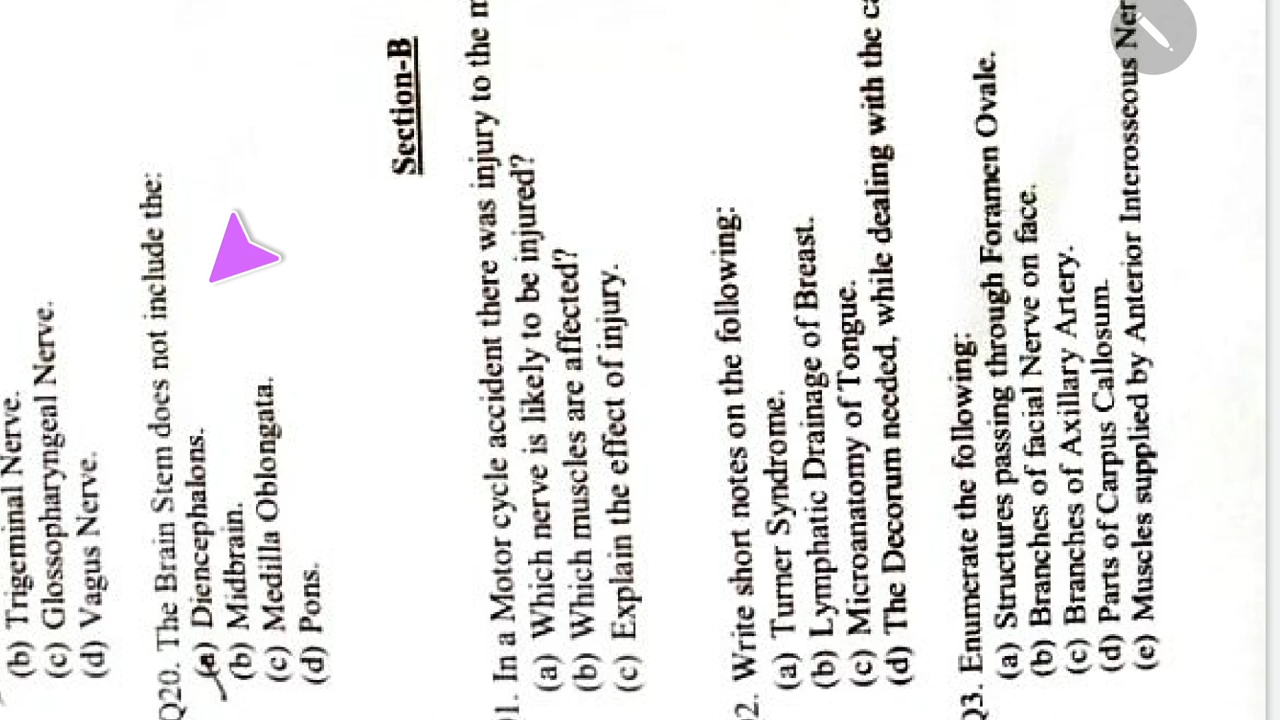 (b) Trigeminal Nerve.
(c) Glossopharyngeal Nerve.
(d) Vagus Nerve.
Q20. The Brain Stem does not include the:
(a) Diencephalons.
(b) Midbrain.
(c) Medilla Oblongata.
(d) Pons.
Section-B
1. In a Motor cycle accident there was injury to the
(a) Which nerve is likely to be injured?
(b) Which muscles are affected?
(c) Explain the effect of injury.
2. Write short notes on the following:
(a) Turner Syndrome.
(b) Lymphatic Drainage of Breast.
(c) Microanatomy of Tongue.
(d) The Decorum needed, while dealing with the
Q3. Enumerate the following:
(a) Structures passing through Foramen Ovale.
(b) Branches of facial Nerve on face.
(c) Branches of Axillary Artery.
(d) Parts of Carpus Callosum.
(e) Muscles supplied by Anterior Interosseous